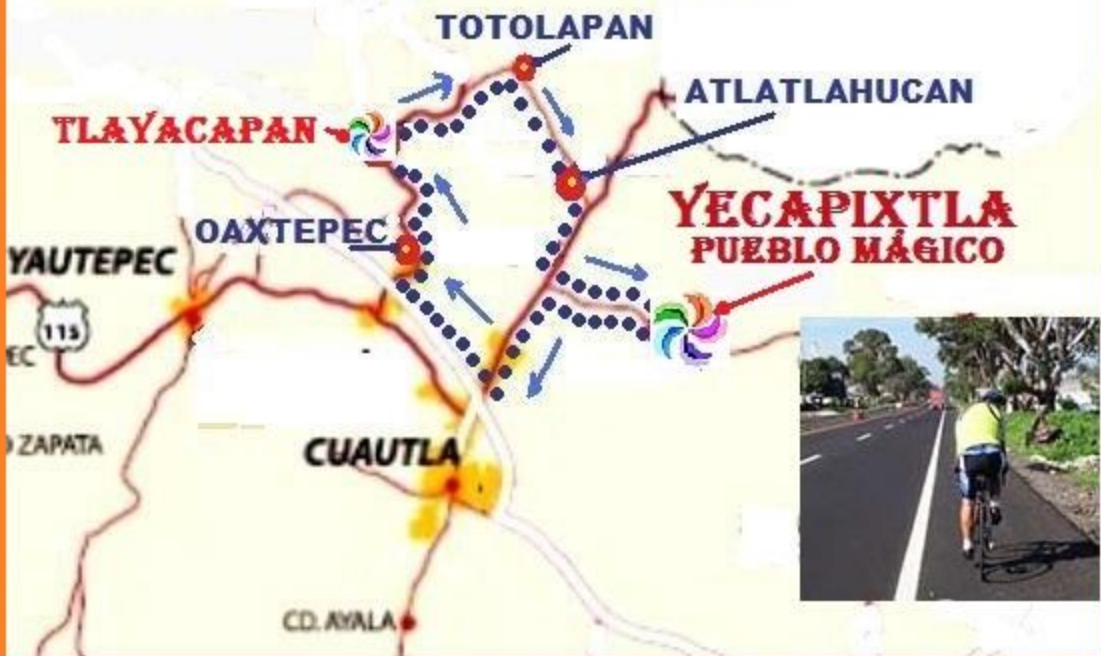 TOTOLAPAN
ATLATLAHUCAN
TLAYACAPAN
YECAPIXTLA
PUEBLO MÁGICO
OAXTEPEC
YAUTEPEC
115
EC
ZAPATA
CUAUTLA
CD. AYALA